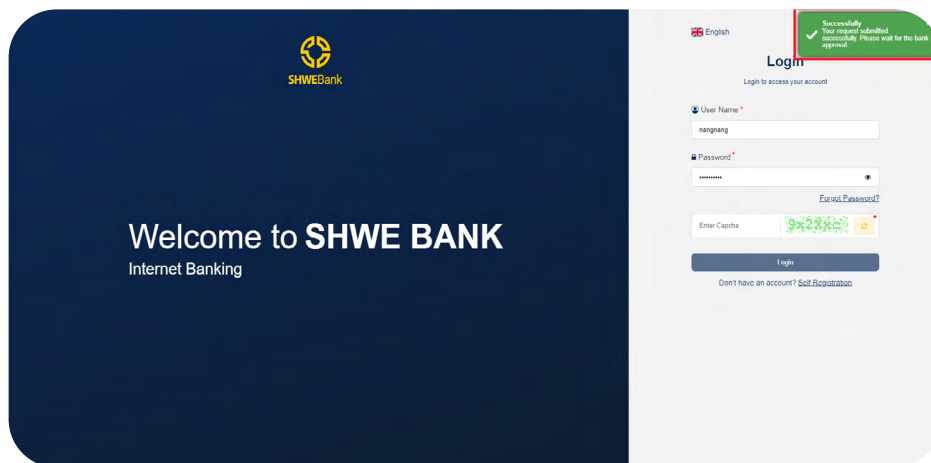 SHWEBank
Welcome to SHWE BANK
Internet Banking
English
Successfully
Your request submitted
successfully. Please wait for the bank
approval
Login
Login to access your account
User Name *
nangnang
Password *
Forgot Password?
Enter Capcha
Login
Don't have an account? Self Registration